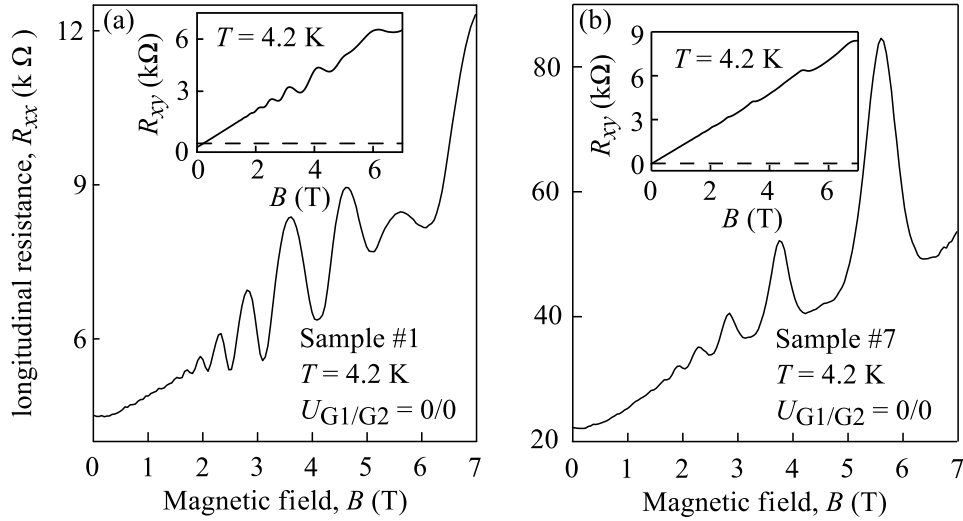 (a)
longitudinal resistance, Rxx (k Ω)
12
9
6
0 1 2 3 4 5 6 7
Magnetic field, B (T)
T = 4.2 K
Rxy (kΩ)
6
3
0
0 2 4 6
B (T)
Sample #1
T = 4.2 K
UG1/G2 = 0/0
(b)
80
60
40
20
0 1 2 3 4 5 6 7
Magnetic field, B (T)
T = 4.2 K
Rxy (kΩ)
9
6
3
0
0 2 4 6
B (T)
Sample #7
T = 4.2 K
UG1/G2 = 0/0